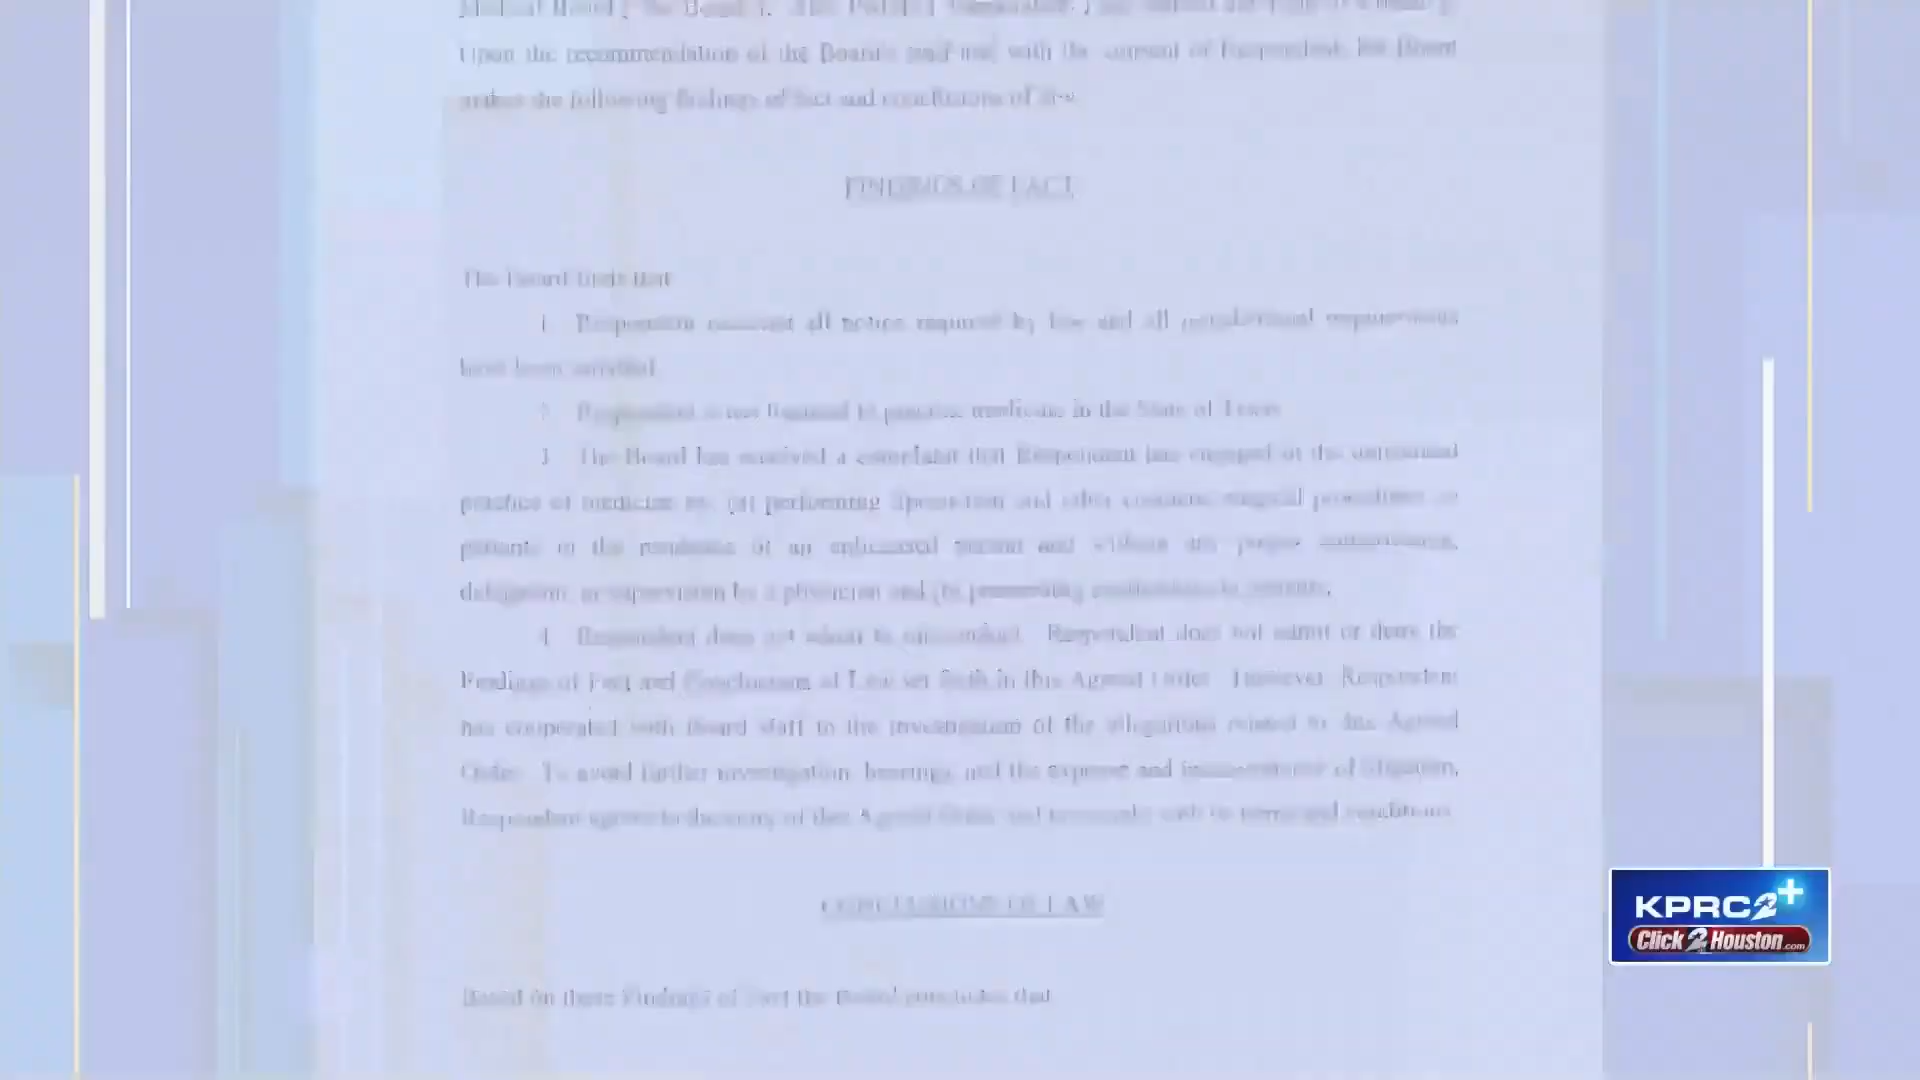 Medical Board
Upon the recommendation of the Board's staff and with the consent of Respondent, the Board
makes the following findings of fact and conclusions of law
FINDINGS OF FACT
The Board finds that
1 Respondent received all notice required by law and all jurisdictional requirements
have been satisfied
2 Respondent is not licensed to practice medicine in the State of Texas
3 The Board has received a complaint that Respondent has engaged in the unlicensed
practice of medicine by (a) performing liposuction and other cosmetic surgical procedures on
patients in the residence of an unlicensed person and without any proper
delegation, or supervision by a physician and (b) prescribing medications to patients.
4 Respondent does not admit to misconduct. Respondent does not admit or deny the
Findings of Fact and Conclusions of Law set forth in this Agreed Order. However, Respondent
has cooperated with Board staff in the investigation of the allegations related to this Agreed
Order. To avoid further investigation, hearings, and the expense and inconvenience of litigation,
Respondent agrees to the entry of this Agreed Order and to comply with its terms and conditions.
CONCLUSIONS OF LAW
Based on these Findings of Fact the Board concludes that
KPRC2+
Click2Houston.com